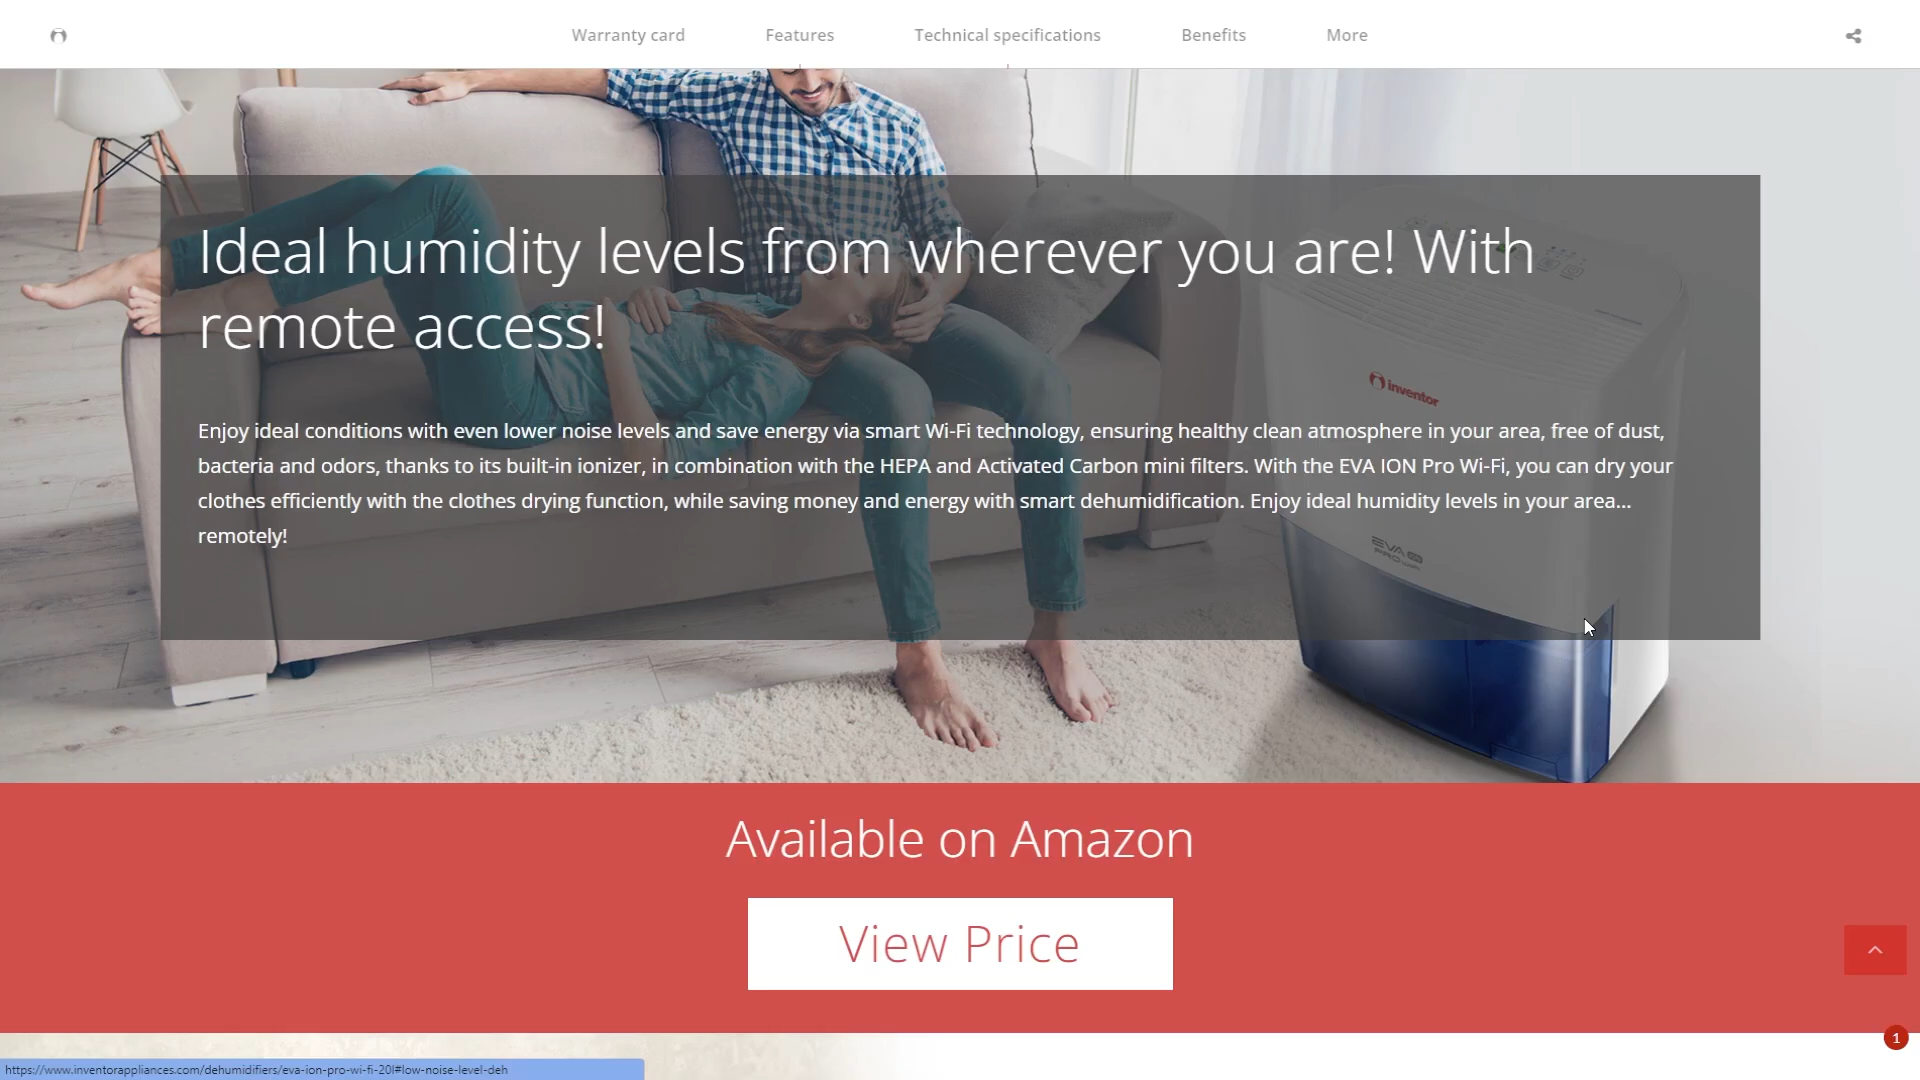 Warranty card
Features
Technical specifications
Benefits
More
Ideal humidity levels from wherever you are! With
remote access!
inventor
Enjoy ideal conditions with even lower noise levels and save energy via smart Wi-Fi technology, ensuring healthy clean atmosphere in your area, free of dust,
bacteria and odors, thanks to its built-in ionizer, in combination with the HEPA and Activated Carbon mini filters. With the EVA ION Pro Wi-Fi, you can dry your
clothes efficiently with the clothes drying function, while saving money and energy with smart dehumidification. Enjoy ideal humidity levels in your area...
remotely!
Available on Amazon
View Price
1
https://www.inventorappliances.com/dehumidifiers/eva-ion-pro-wi-fi-20l#low-noise-level-deh